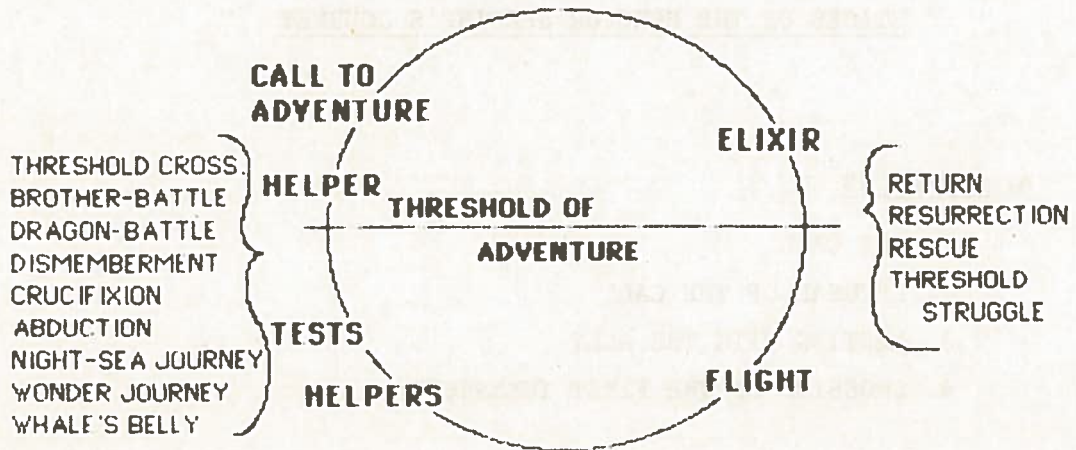 CALL TO
ADVENTURE
HELPER
THRESHOLD CROSS.
BROTHER-BATTLE
DRAGON-BATTLE
DISMEMBERMENT
CRUCIFIXION
ABDUCTION
NIGHT-SEA JOURNEY
WONDER JOURNEY
WHALE'S BELLY
THRESHOLD OF
ADVENTURE
TESTS
HELPERS
ELIXIR
RETURN
RESURRECTION
RESCUE
THRESHOLD
STRUGGLE
FLIGHT